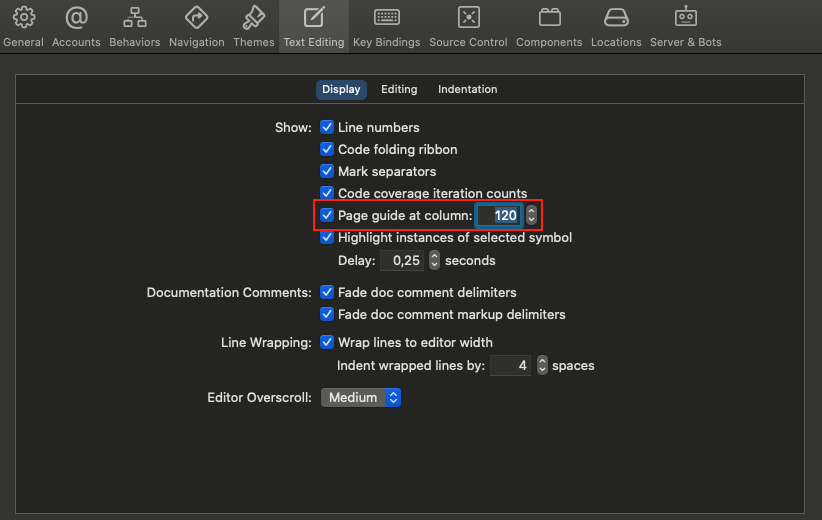 General Accounts Behaviors Navigation Themes Text Editing Key Bindings Source Control Components Locations Server & Bots
Display Editing Indentation
Show: Line numbers
Code folding ribbon
Mark separators
Code coverage iteration counts
Page guide at column: 120
Highlight instances of selected symbol
Delay: 0,25 seconds
Documentation Comments: Fade doc comment delimiters
Fade doc comment markup delimiters
Line Wrapping: Wrap lines to editor width
Indent wrapped lines by: 4 spaces
Editor Overscroll: Medium